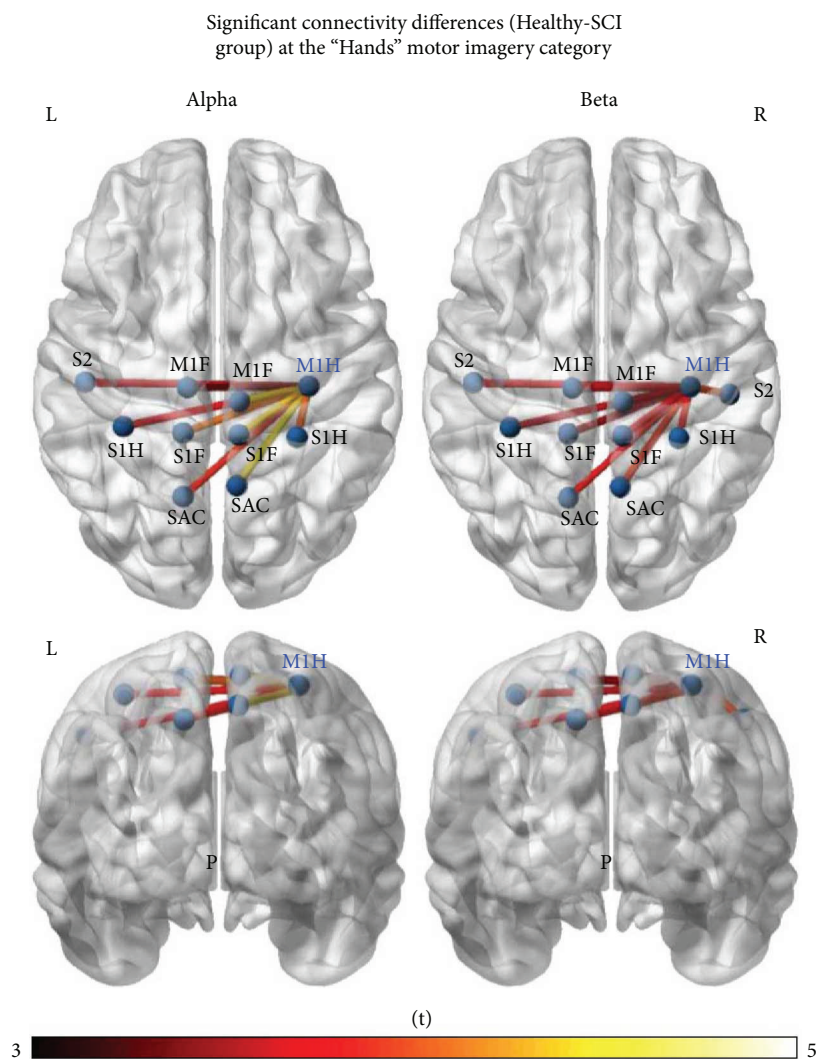 Significant connectivity differences (Healthy-SCI
group) at the “Hands” motor imagery category
Alpha
Beta
L
R
S2
M1F
M1F
M1H
S1H
S1F
S1F
S1H
SAC
SAC
S2
M1F
M1F
M1H
S2
S1H
S1F
S1F
S1H
SAC
SAC
L
R
M1H
M1H
P
P
(t)
3
5